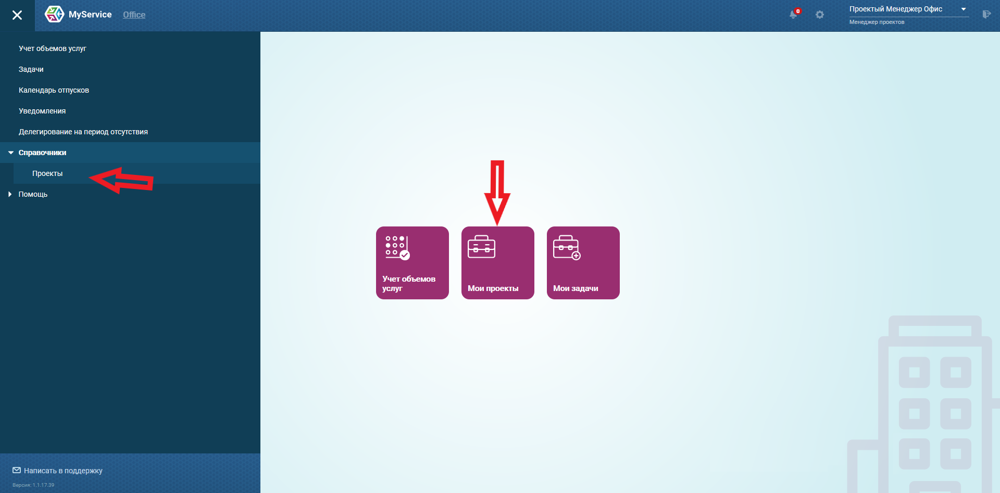 MyService Office
0
Проектый Менеджер Офис
Менеджер проектов
Учет объемов услуг
Задачи
Календарь отпусков
Уведомления
Делегирование на период отсутствия
Справочники
Проекты
Помощь
Учет объемов
услуг
Мои проекты
Мои задачи
Написать в поддержку
Версия: 1.1.17.39